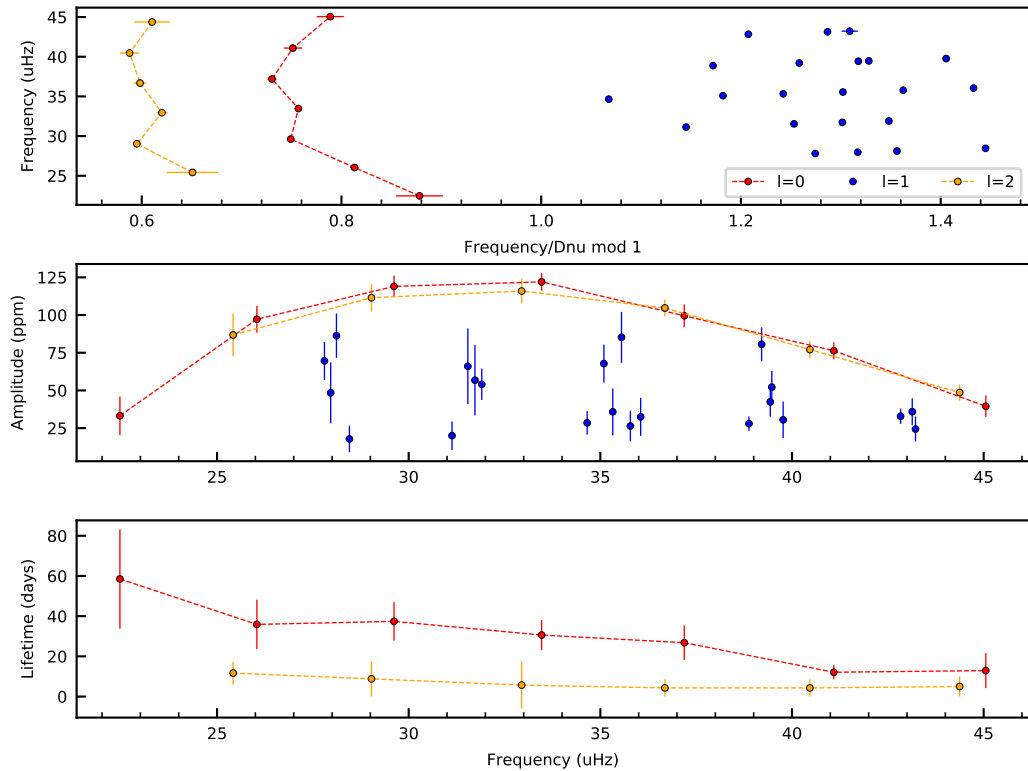 45
40
35
30
25
Frequency (uHz)
0.6 0.8 1.0 1.2 1.4
Frequency/Dnu mod 1
l=0 l=1 l=2
125
100
75
50
25
Amplitude (ppm)
25 30 35 40 45
80
60
40
20
0
Lifetime (days)
25 30 35 40 45
Frequency (uHz)